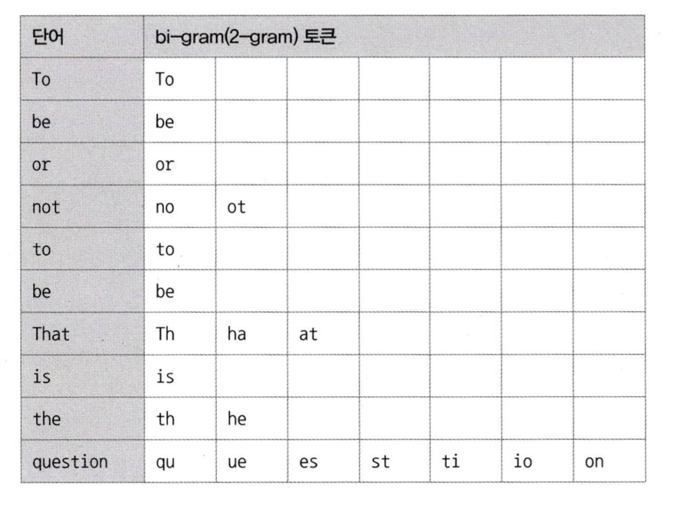 단어 bi-gram(2-gram) 토큰
To To
be be
or or
not no ot
to to
be be
That Th ha at
is is
the th he
question qu ue es st ti io on